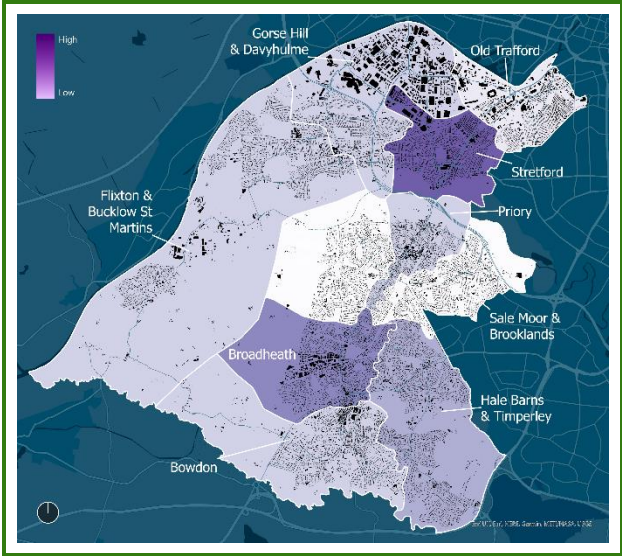 High
Low
Gorse Hill
& Davyhulme
Old Trafford
Stretford
Priory
Flixton &
Bucklow St
Martins
Sale Moor &
Brooklands
Broadheath
Hale Barns
& Timperley
Bowdon